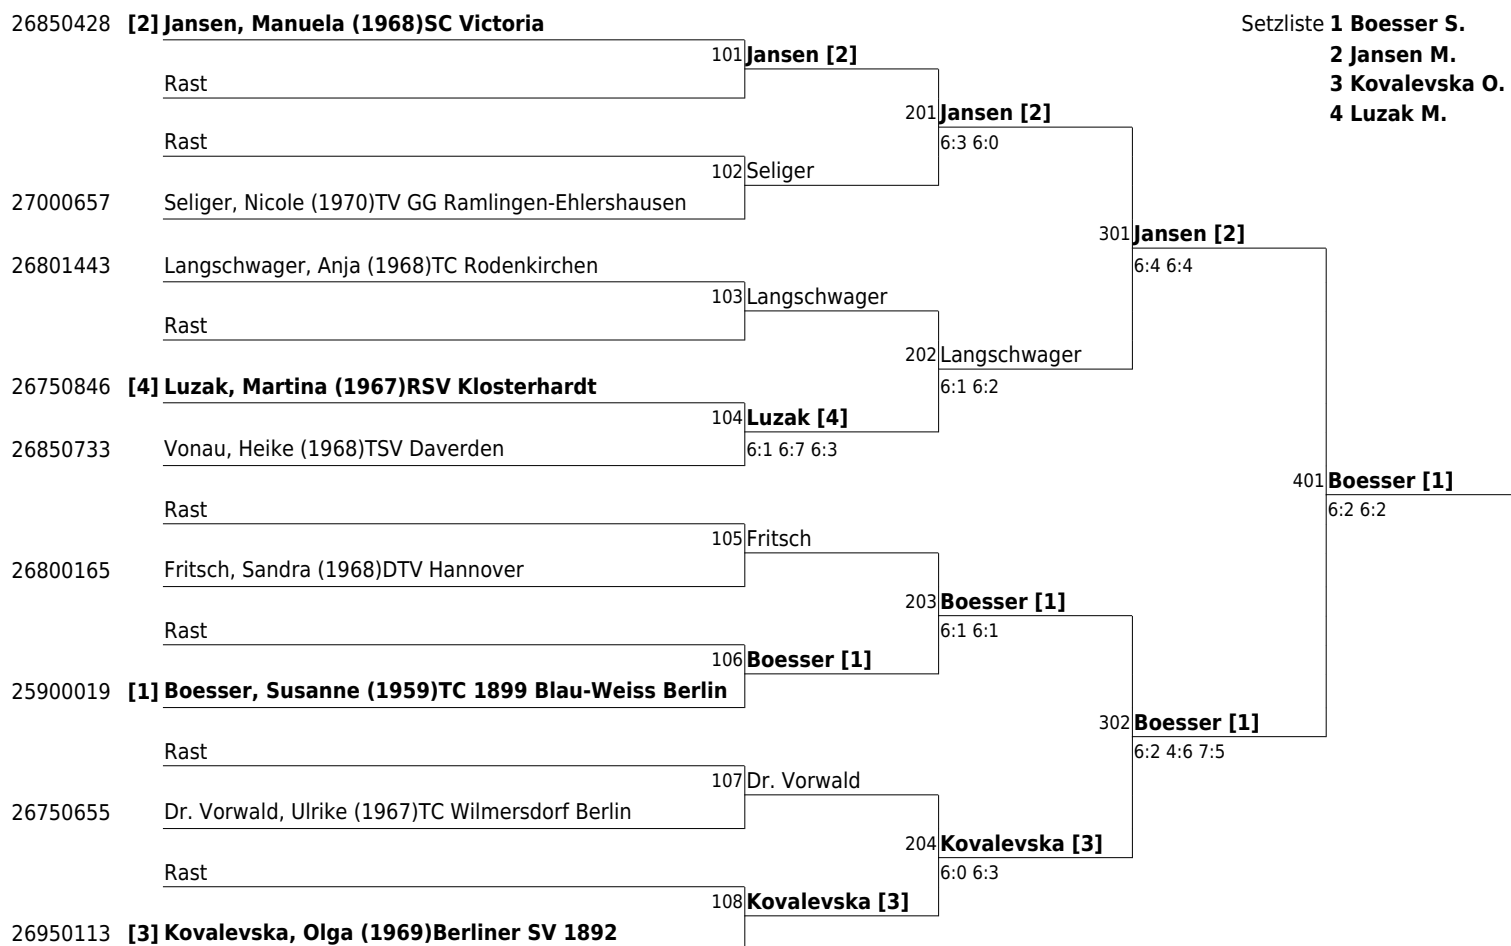 26850428 [2] Jansen, Manuela (1968)SC Victoria
Setzliste 1 Boesser S.
101 Jansen [2]
2 Jansen M.
Rast
3 Kovalevska O.
201 Jansen [2]
4 Luzak M.
Rast
6:3 6:0
102 Seliger
27000657 Seliger, Nicole (1970)TV GG Ramlingen-Ehlershausen
301 Jansen [2]
26801443 Langschwager, Anja (1968)TC Rodenkirchen
6:4 6:4
103 Langschwager
Rast
202 Langschwager
26750846 [4] Luzak, Martina (1967)RSV Klosterhardt
6:1 6:2
104 Luzak [4]
26850733 Vonau, Heike (1968)TSV Daverden
6:1 6:7 6:3
401 Boesser [1]
Rast
6:2 6:2
105 Fritsch
26800165 Fritsch, Sandra (1968)DTV Hannover
203 Boesser [1]
Rast
6:1 6:1
106 Boesser [1]
25900019 [1] Boesser, Susanne (1959)TC 1899 Blau-Weiss Berlin
302 Boesser [1]
Rast
6:2 4:6 7:5
107 Dr. Vorwald
26750655 Dr. Vorwald, Ulrike (1967)TC Wilmersdorf Berlin
204 Kovalevska [3]
Rast
6:0 6:3
108 Kovalevska [3]
26950113 [3] Kovalevska, Olga (1969)Berliner SV 1892